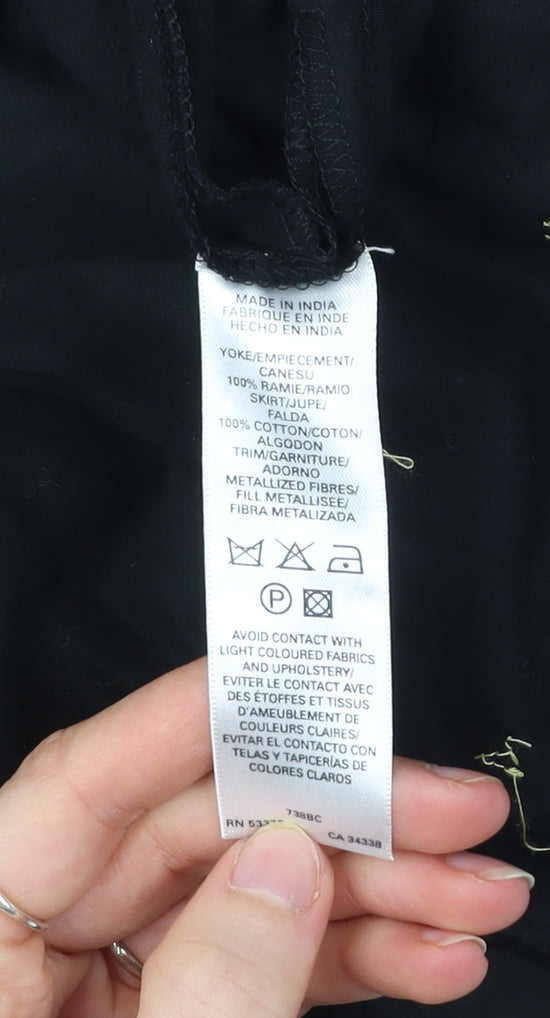 MADE IN INDIA
FABRIQUE EN INDE
HECHO EN INDIA
YOKE/EMPIECEMENT/
CANESU
100% RAMIE/RAMIO
SKIRT/JUPE/
FALDA
100% COTTON/COTON/
ALGODON
TRIM/GARNITURE/
ADORNO
METALLIZED FIBRES/
FILL METALLISEE/
FIBRA METALIZADA
P
AVOID CONTACT WITH
LIGHT COLOURED FABRICS
AND UPHOLSTERY/
EVITER LE CONTACT AVEC
DES ÉTOFFES ET TISSUS
D'AMEUBLEMENT DE
COULEURS CLAIRES/
EVITAR EL CONTACTO CON
TELAS Y TAPICERÍAS DE
COLORES CLAROS
738BC
RN CA 34338